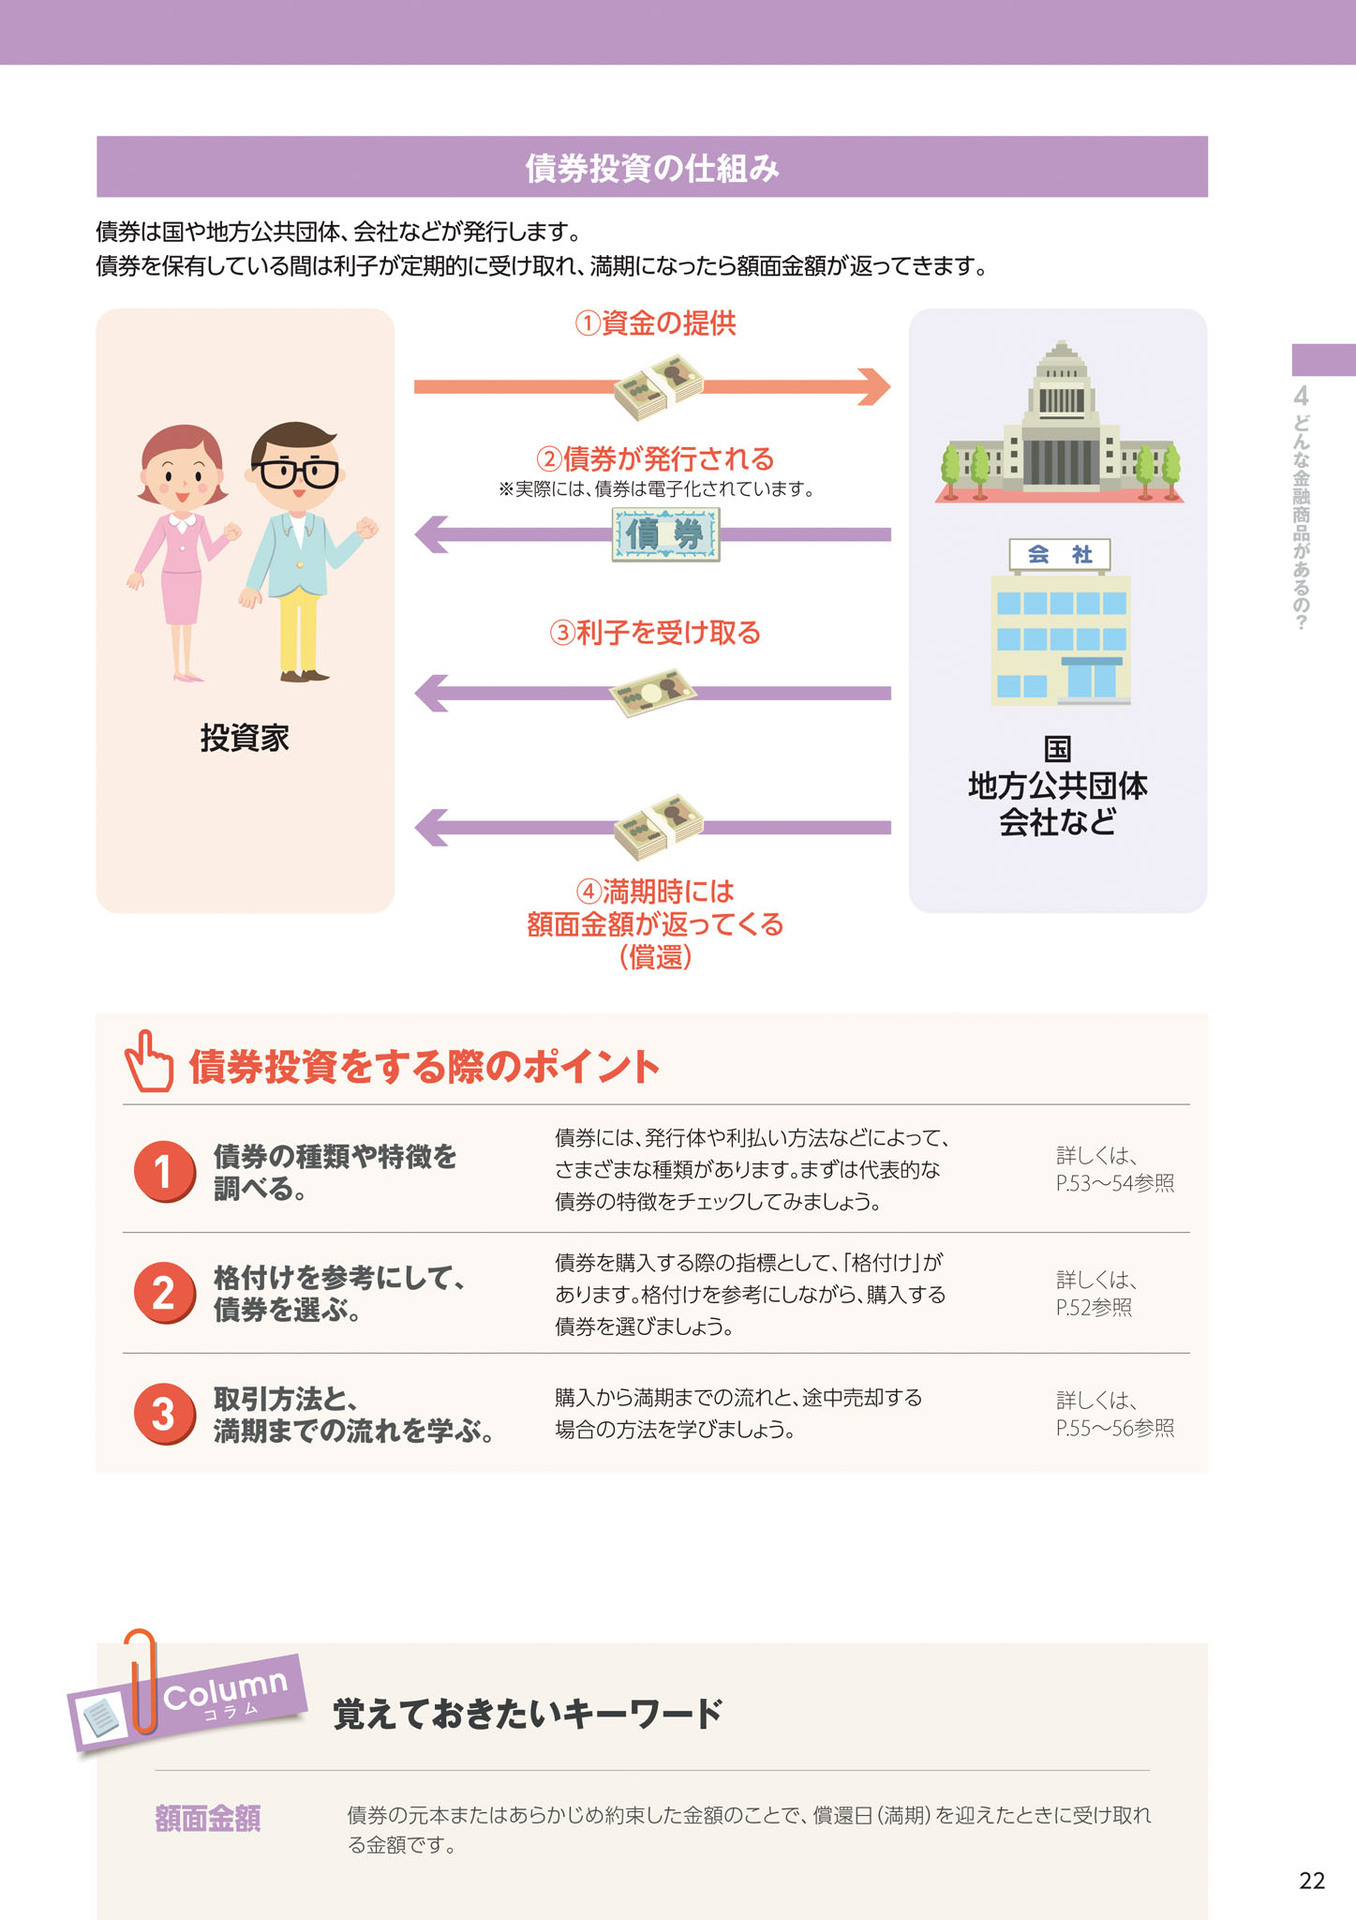 債券投資の仕組み
債券は国や地方公共団体、会社などが発行します。
債券を保有している間は利子が定期的に受け取れ、満期になったら額面金額が返ってきます。
①資金の提供
②債券が発行される
※実際には、債券は電子化されています。
債券
③利子を受け取る
④満期時には
額面金額が返ってくる
（償還）
投資家
会社
国
地方公共団体
会社など
4 どんな金融商品があるの？
債券投資をする際のポイント
1
債券の種類や特徴を
調べる。
債券には、発行体や利払い方法などによって、
さまざまな種類があります。まずは代表的な
債券の特徴をチェックしてみましょう。
詳しくは、
P.53～54参照
2
格付けを参考にして、
債券を選ぶ。
債券を購入する際の指標として、「格付け」が
あります。格付けを参考にしながら、購入する
債券を選びましょう。
詳しくは、
P.52参照
3
取引方法と、
満期までの流れを学ぶ。
購入から満期までの流れと、途中売却する
場合の方法を学びましょう。
詳しくは、
P.55～56参照
Column
コラム
覚えておきたいキーワード
額面金額
債券の元本またはあらかじめ約束した金額のことで、償還日（満期）を迎えたときに受け取れ
る金額です。
22